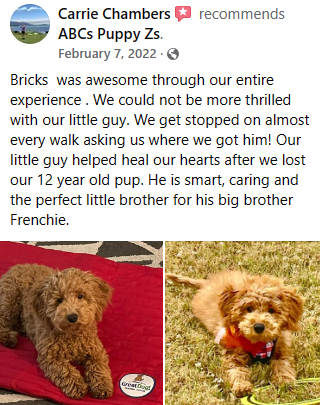 Carrie Chambers recommends
ABCs Puppy Zs.
February 7, 2022 ·
Bricks  was awesome through our entire
experience . We could not be more thrilled
with our little guy. We get stopped on almost
every walk asking us where we got him! Our
little guy helped heal our hearts after we lost
our 12 year old pup. He is smart, caring and
the perfect little brother for his big brother
Frenchie.
GreatDogs